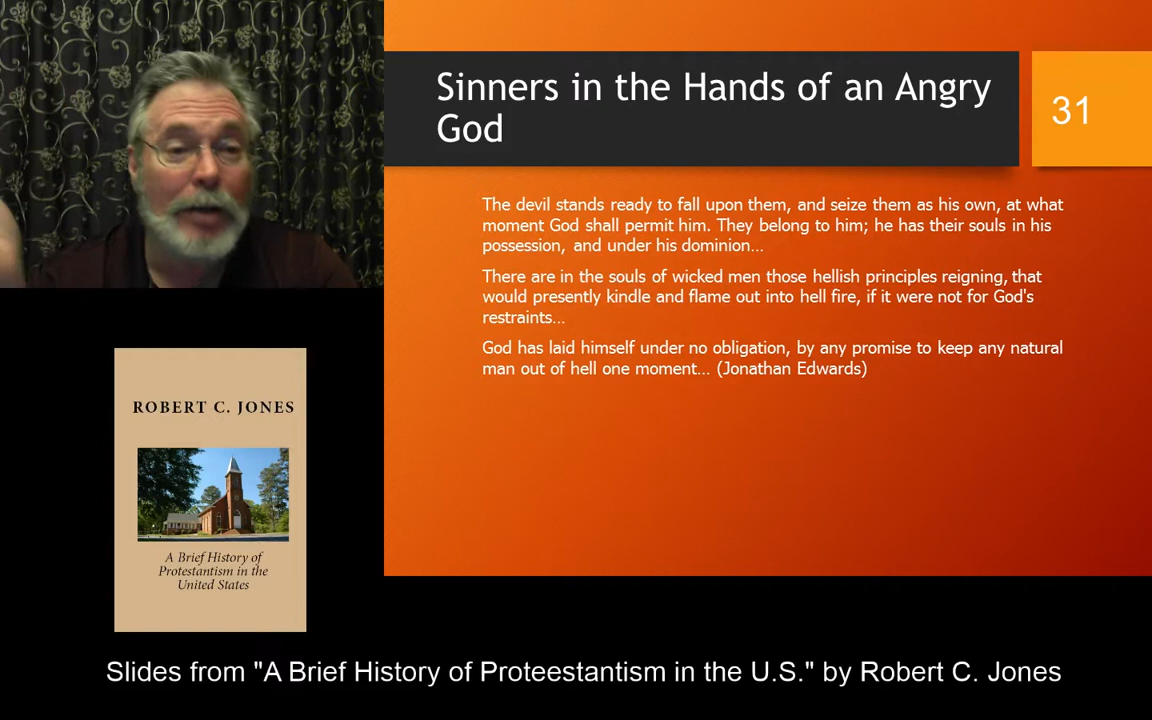 Sinners in the Hands of an Angry
God
31
The devil stands ready to fall upon them, and seize them as his own, at what
moment God shall permit him. They belong to him; he has their souls in his
possession, and under his dominion...
There are in the souls of wicked men those hellish principles reigning, that
would presently kindle and flame out into hell fire, if it were not for God's
restraints...
God has laid himself under no obligation, by any promise to keep any natural
man out of hell one moment... (Jonathan Edwards)
ROBERT C. JONES
A Brief History of
Protestantism in the
United States
Slides from "A Brief History of Proteestantism in the U.S." by Robert C. Jones